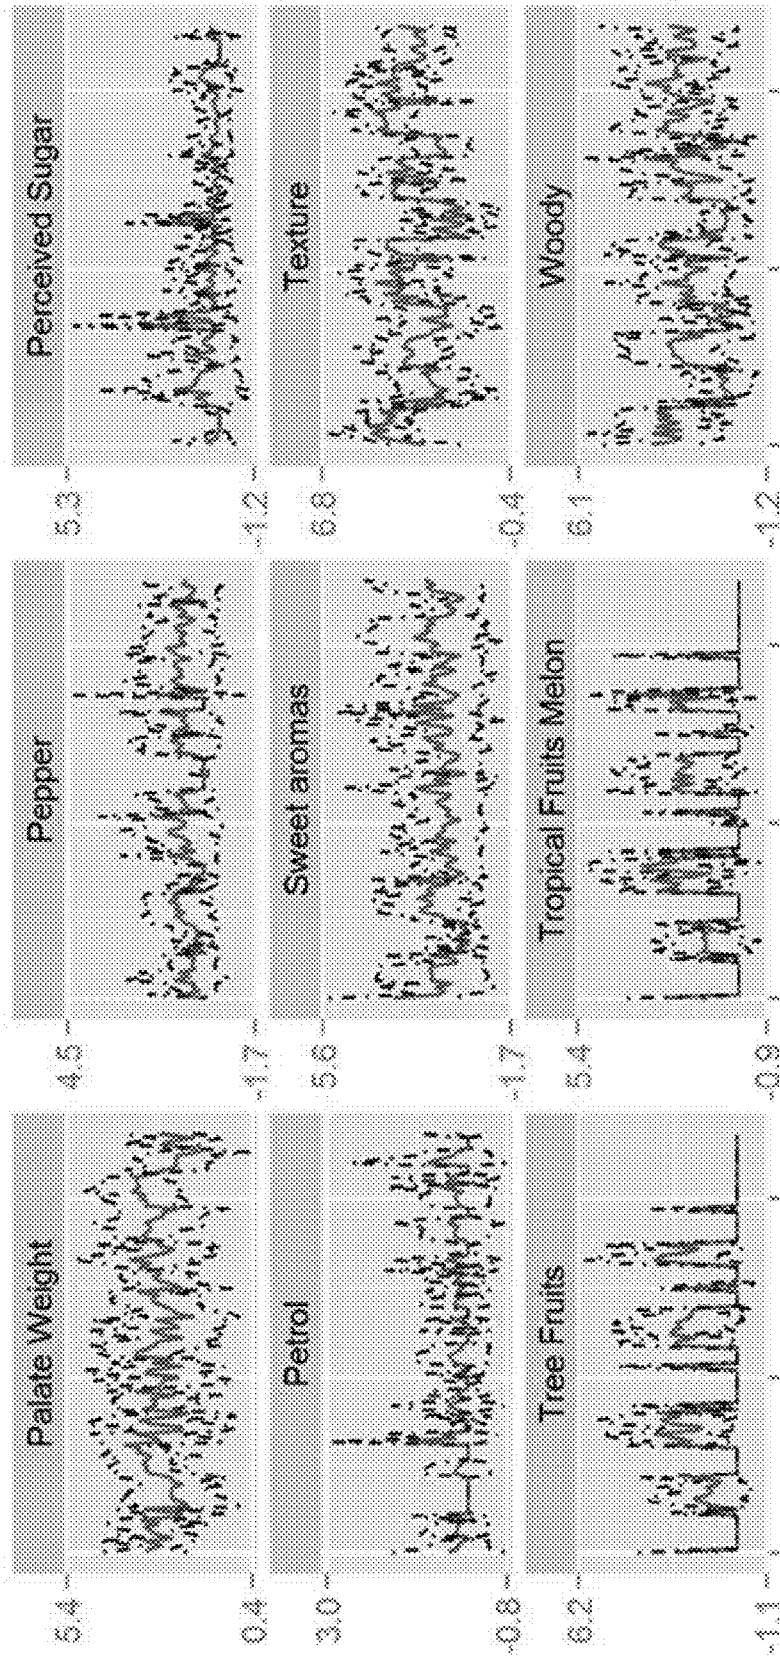 Palate Weight
5.4
-0.4
Pepper
4.5
-1.7
Perceived Sugar
5.3
-1.2
Petrol
3.0
-0.8
Sweet aromas
5.6
-1.7
Texture
6.8
-0.4
Tree Fruits
6.2
-1.1
Tropical Fruits Melon
5.4
-0.9
Woody
6.1
-1.2